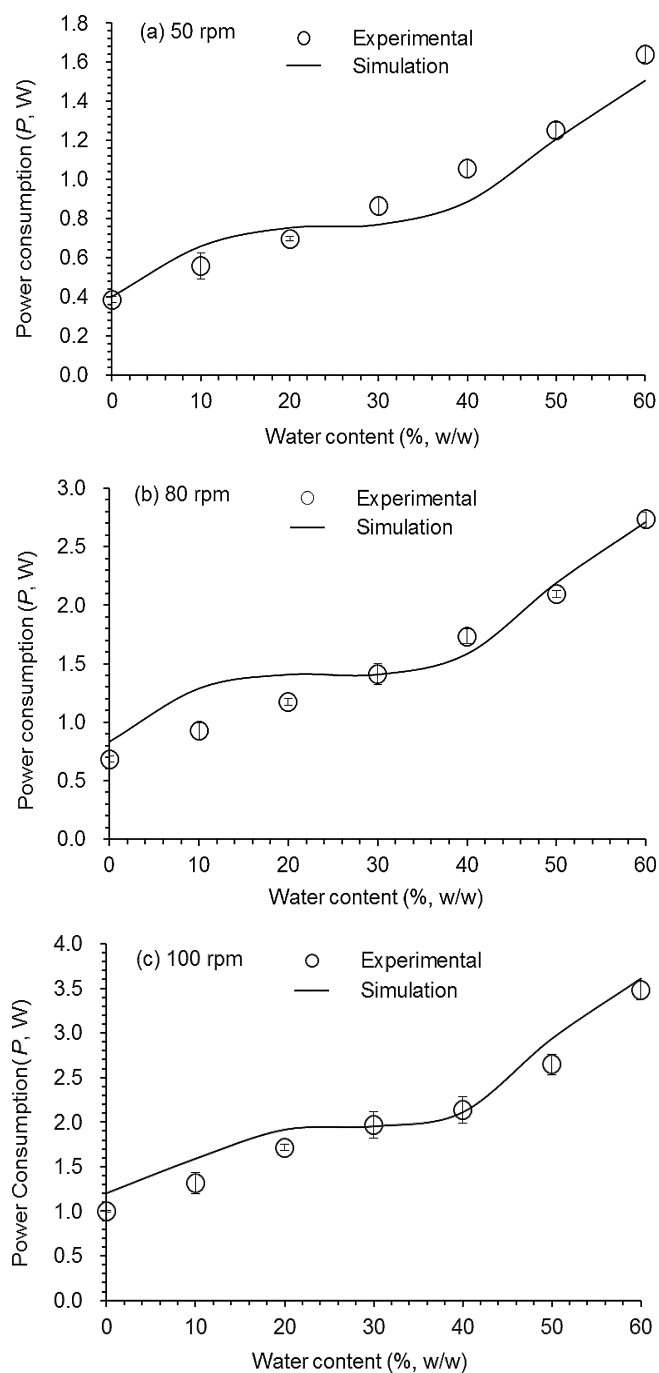 (a) 50 rpm
Experimental
Simulation
Power consumption (P, W)
1.8
1.6
1.4
1.2
1.0
0.8
0.6
0.4
0.2
0.0
0 10 20 30 40 50 60
Water content (%, w/w)
(b) 80 rpm
Experimental
Simulation
Power consumption (P, W)
3.0
2.5
2.0
1.5
1.0
0.5
0.0
0 10 20 30 40 50 60
Water content (%, w/w)
(c) 100 rpm
Experimental
Simulation
Power Consumption( P, W)
4.0
3.5
3.0
2.5
2.0
1.5
1.0
0.5
0.0
0 10 20 30 40 50 60
Water content (%, w/w)